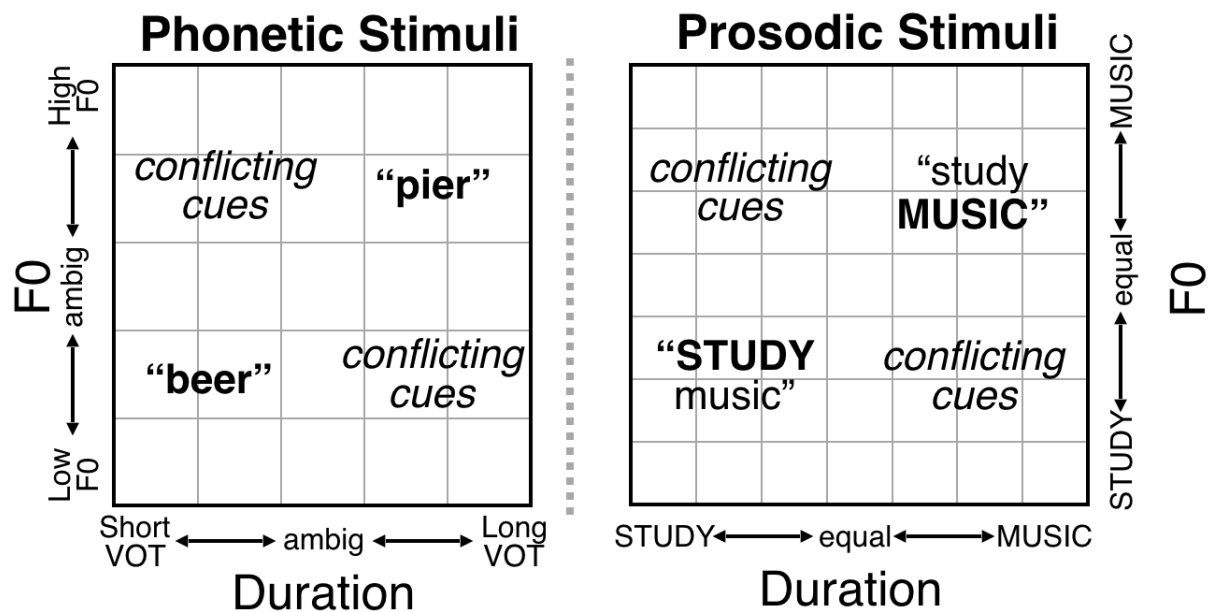 Phonetic Stimuli
High
F0
ambig
Low
F0
F0
conflicting
cues
“pier”
“beer”
conflicting
cues
Short
VOT
ambig
Long
VOT
Duration
Prosodic Stimuli
conflicting
cues
“study
MUSIC”
“STUDY
music”
conflicting
cues
MUSIC
equal
STUDY
F0
STUDY
equal
MUSIC
Duration